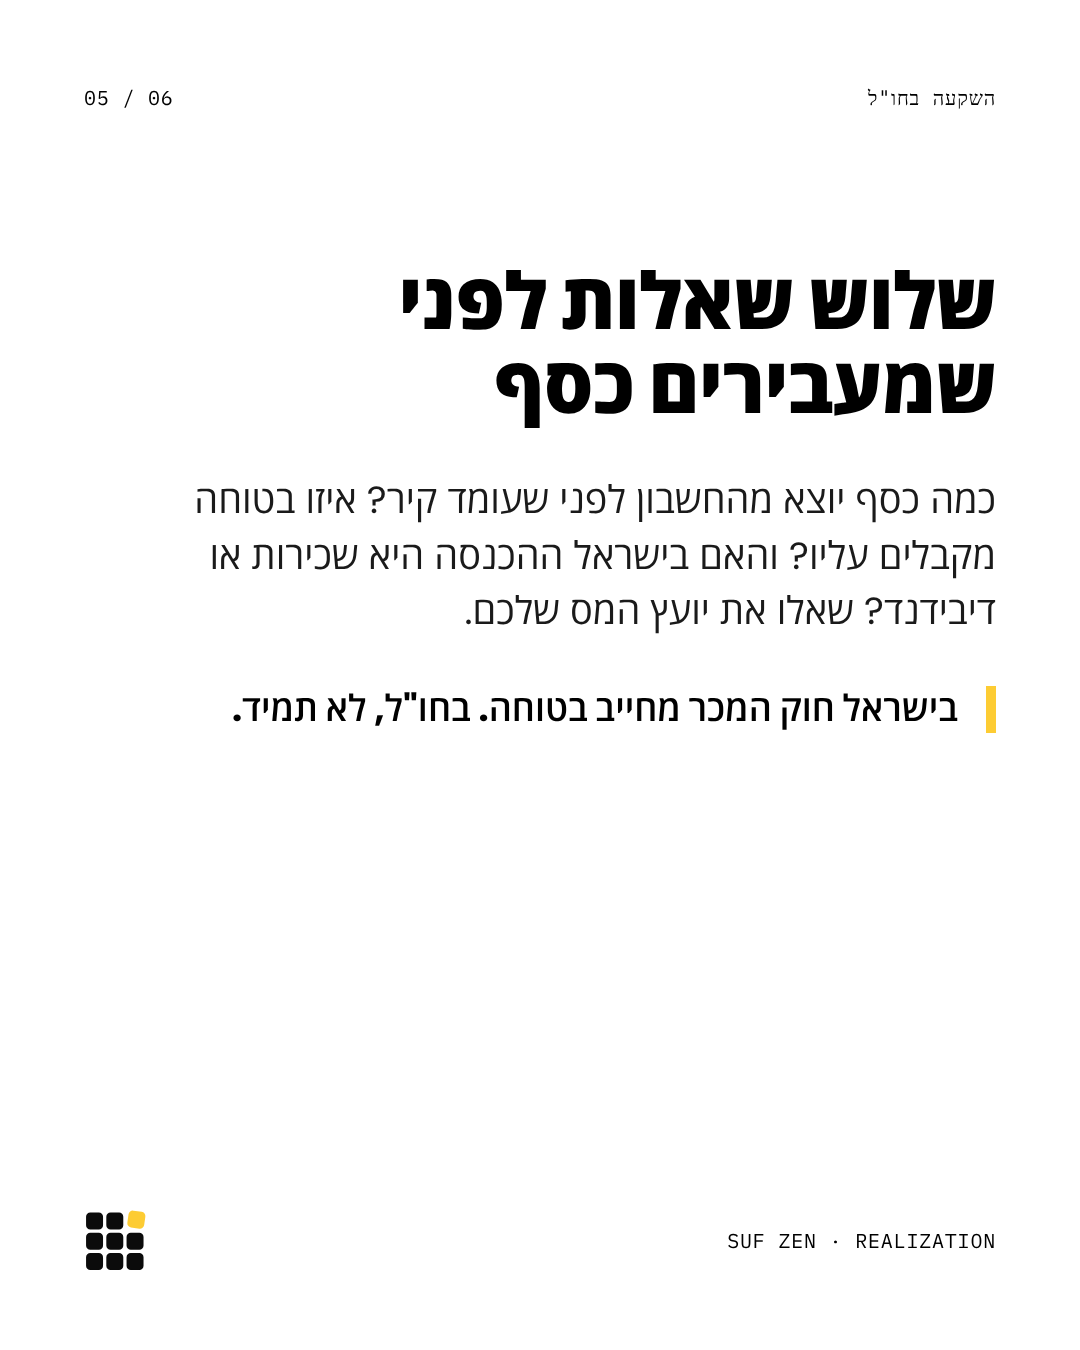 השקעה בחו"ל
05 / 06
שלוש שאלות לפני
שמעבירים כסף
כמה כסף יוצא מהחשבון לפני שעומד קיר? איזו בטוחה
מקבלים עליו? והאם בישראל ההכנסה היא שכירות או
דיבידנד? שאלו את יועץ המס שלכם.
בישראל חוק המכר מחייב בטוחה. בחו"ל, לא תמיד.
SUF ZEN · REALIZATION